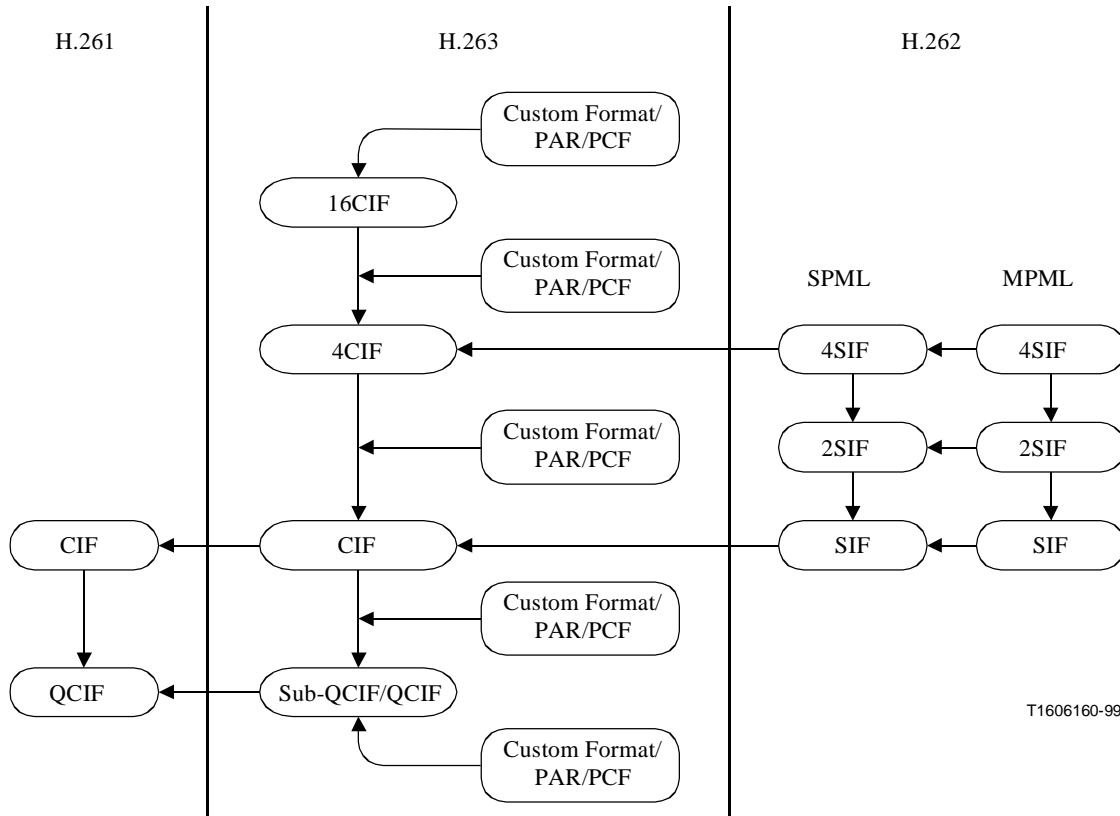 H.261 H.263 H.262
Custom Format/
PAR/PCF
16CIF
Custom Format/
PAR/PCF
SPML MPML
4CIF 4SIF 4SIF
Custom Format/
PAR/PCF
2SIF 2SIF
CIF CIF SIF SIF
Custom Format/
PAR/PCF
QCIF Sub-QCIF/QCIF
T1606160-99
Custom Format/
PAR/PCF